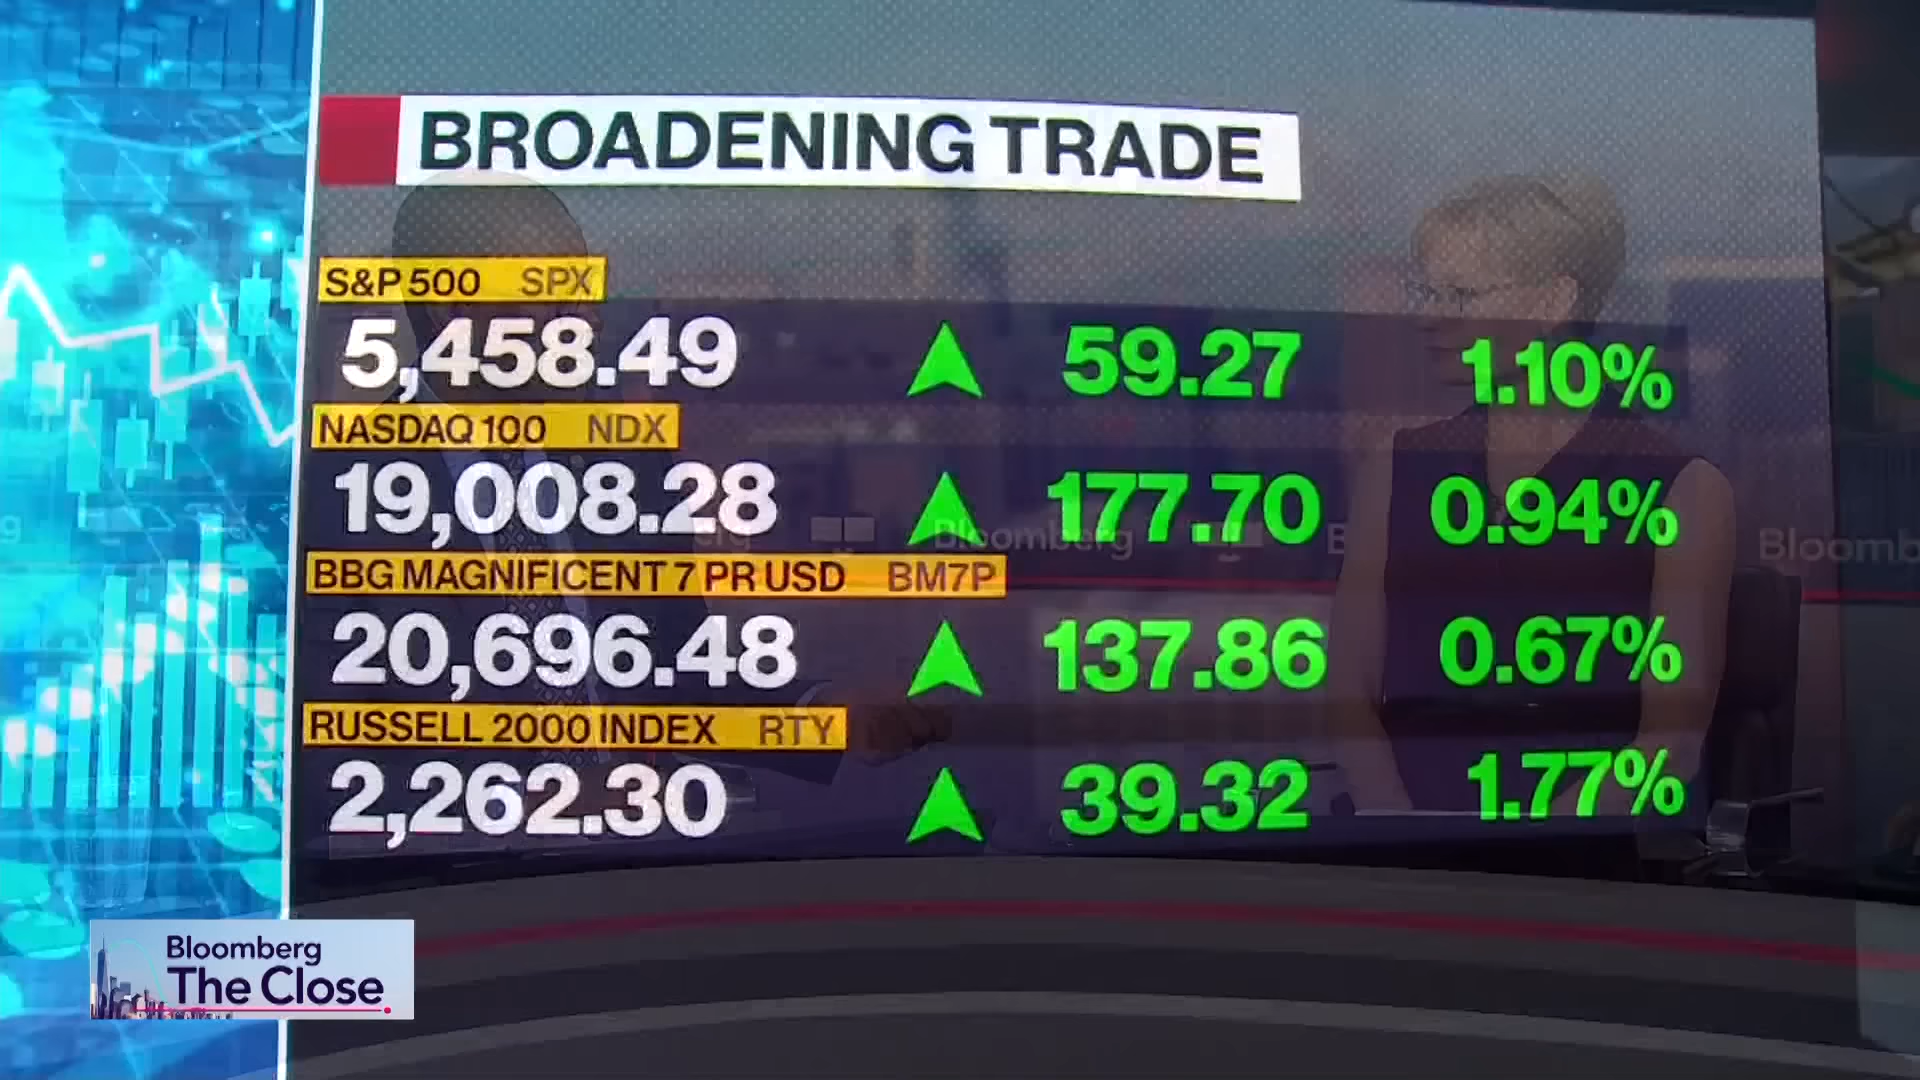 BROADENING TRADE
S&P 500 SPX
5,458.49 ▲ 59.27 1.10%
NASDAQ 100 NDX
19,008.28 ▲ 177.70 0.94%
Bloomberg
BBG MAGNIFICENT 7 PR USD BM7P
20,696.48 ▲ 137.86 0.67%
RUSSELL 2000 INDEX RTY
2,262.30 ▲ 39.32 1.77%
Bloomberg
The Close